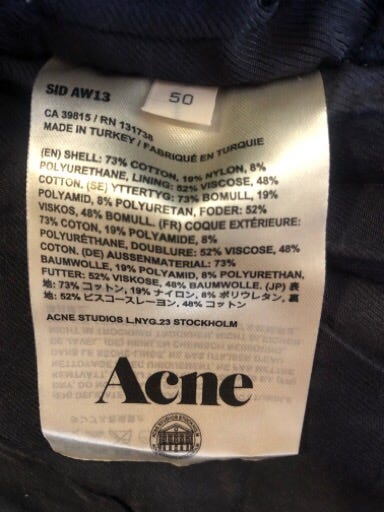 SID AW13
50
CA 39815 / RN 131738
MADE IN TURKEY / FABRIQUÉ EN TURQUIE
(EN) SHELL: 73% COTTON, 19% NYLON, 8%
POLYURETHANE, LINING: 52% VISCOSE, 48%
COTTON. (SE) YTTERTYG: 73% BOMULL, 19%
POLYAMID, 8% POLYURETAN, FODER: 52%
VISKOS, 48% BOMULL. (FR) COQUE EXTÉRIEURE:
73% COTON, 19% POLYAMIDE, 8%
POLYURÉTHANE, DOUBLURE: 52% VISCOSE, 48%
COTON. (DE) AUSSENMATERIAL: 73%
BAUMWOLLE, 19% POLYAMID, 8% POLYURETHAN,
FUTTER: 52% VISKOSE, 48% BAUMWOLLE. (JP)表
地: 73% コットン, 19% ナイロン, 8% ポリウレタン, 裏
地: 52% ビスコースレーヨン, 48% コットン
ACNE STUDIOS L.NYG.23 STOCKHOLM
Acne